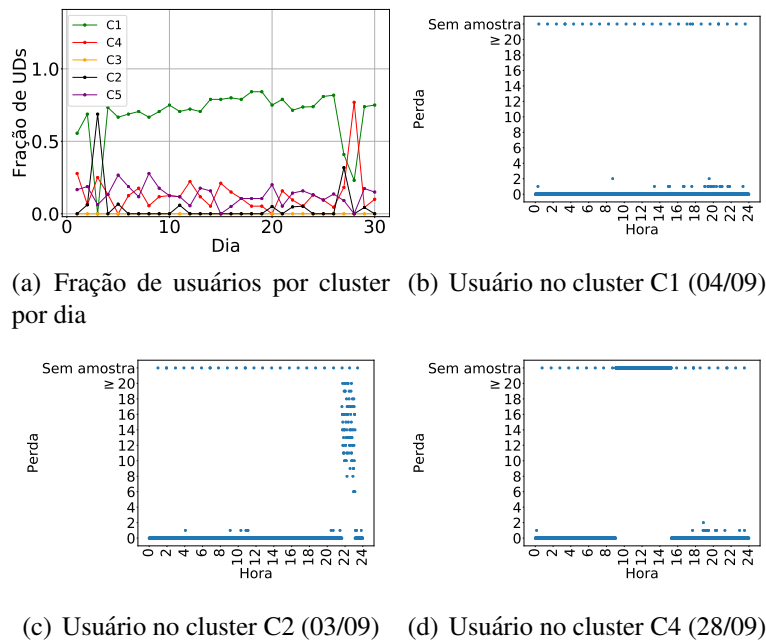 C1
C4
C3
C2
C5
1.0
0.5
0.0
0 10 20 30
Fração de UDs
Dia
(a) Fração de usuários por cluster
por dia
Sem amostra
≥ 20
18
16
14
12
10
8
6
4
2
0
Perda
0 2 4 6 8 10 12 14 16 18 20 22 24
Hora
(b) Usuário no cluster C1 (04/09)
Sem amostra
≥ 20
18
16
14
12
10
8
6
4
2
0
Perda
0 2 4 6 8 10 12 14 16 18 20 22 24
Hora
(c) Usuário no cluster C2 (03/09)
Sem amostra
≥ 20
18
16
14
12
10
8
6
4
2
0
Perda
0 2 4 6 8 10 12 14 16 18 20 22 24
Hora
(d) Usuário no cluster C4 (28/09)